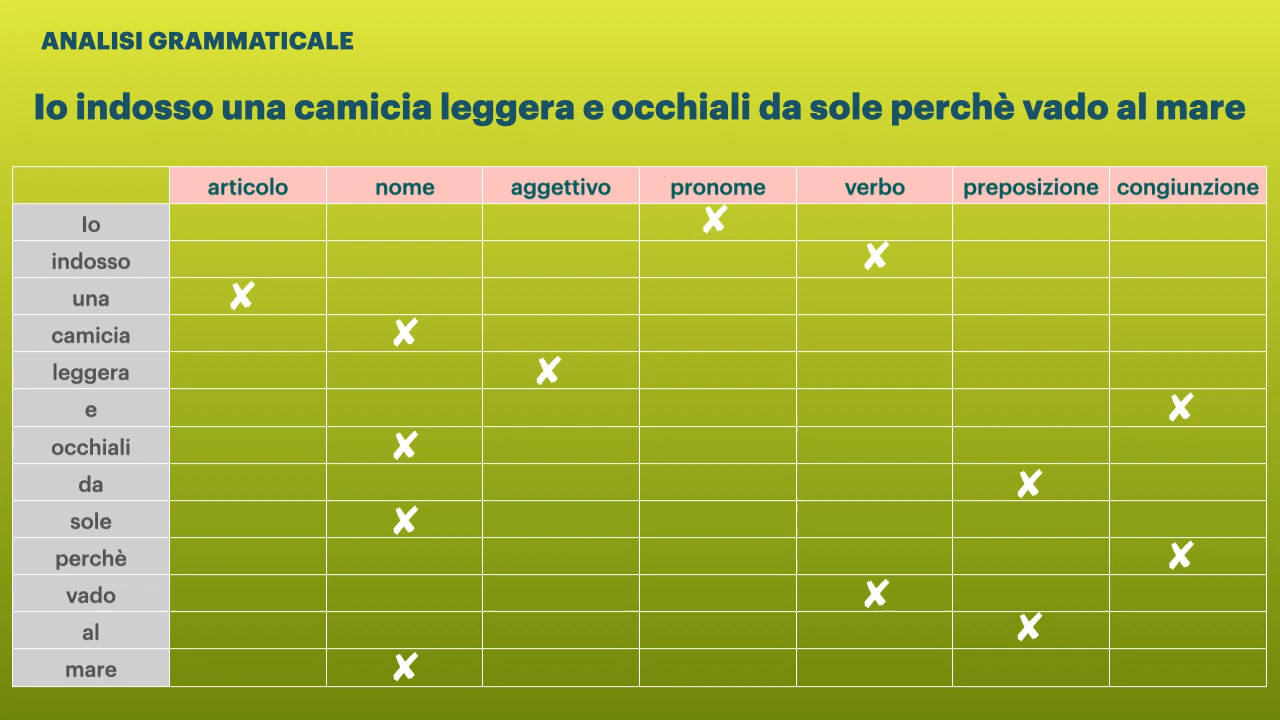 ANALISI GRAMMATICALE
Io indosso una camicia leggera e occhiali da sole perchè vado al mare
articolo nome aggettivo pronome verbo preposizione congiunzione
Io ✘
indosso ✘
una ✘
camicia ✘
leggera ✘
e ✘
occhiali ✘
da ✘
sole ✘
perchè ✘
vado ✘
al ✘
mare ✘